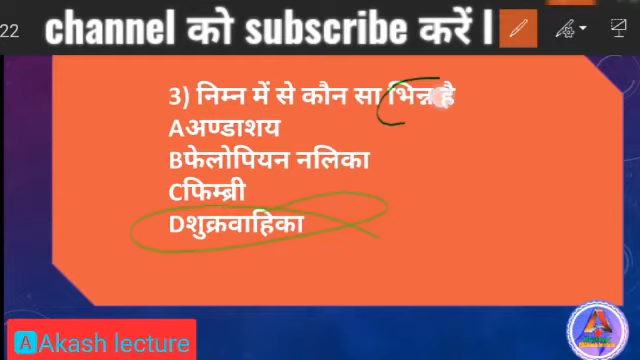 channel को subscribe करें l
22
3) निम्न में से कौन सा भिन्न है
Aअण्डाशय
Bफेलोपियन नलिका
Cफिम्ब्री
Dशुक्रवाहिका
A Akash lecture